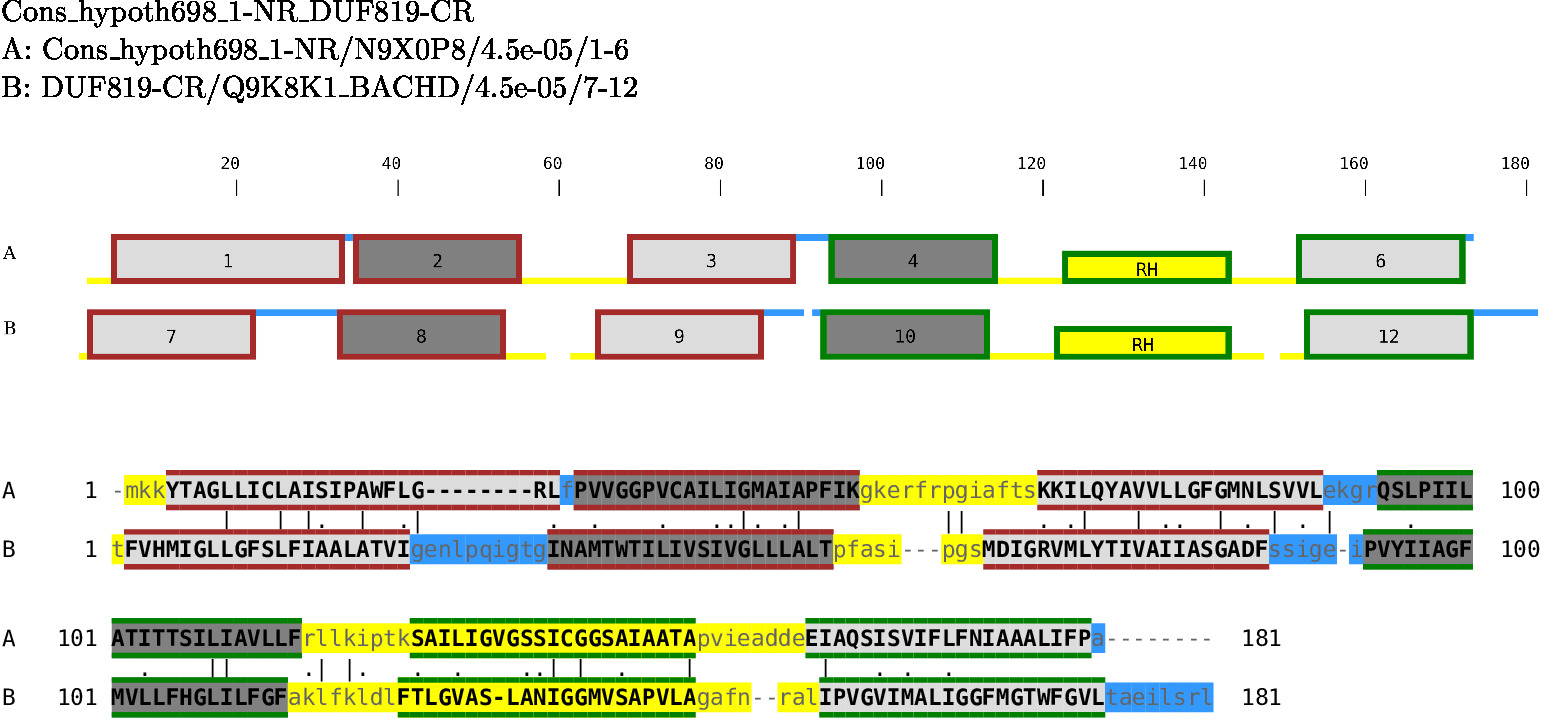 Cons_hypoth698_1-NR_DUF819-CR
A: Cons_hypoth698_1-NR/N9X0P8/4.5e-05/1-6
B: DUF819-CR/Q9K8K1_BACHD/4.5e-05/7-12
20 40 60 80 100 120 140 160 180
A 1 2 3 4 RH 6
B 7 8 9 10 RH 12
A 1 -mkkYTAGLLICLAISIPAWFLG--------RLfPVVGGPVCAILIGMAIAPFIKgkerfrpgiaftsKKILQYAVVLLGFGMNLSVVLekgrQSLPIIL 100
B 1 tFVHMIGLLGFSLFIAALATVIgenlpqigtgINAMTWTILIVSIVGLLLALTpfasi---pgsMDIGRVMLYTIVAIIASGADFssige-iPVYIIAGF 100
A 101 ATITTSILIAVLLFrllkiptkSAILIGVGSSICGGSAIAATApvieaddeEIAQSISVIFLFNIAAALIFPa-------- 181
B 101 MVLLFHGLILFGFaklfkldlFTLGVAS-LANIGGMVSAPVLAgafn--ralIPVGVIMALIGGFMGTWFGVLtaeilsrl 181